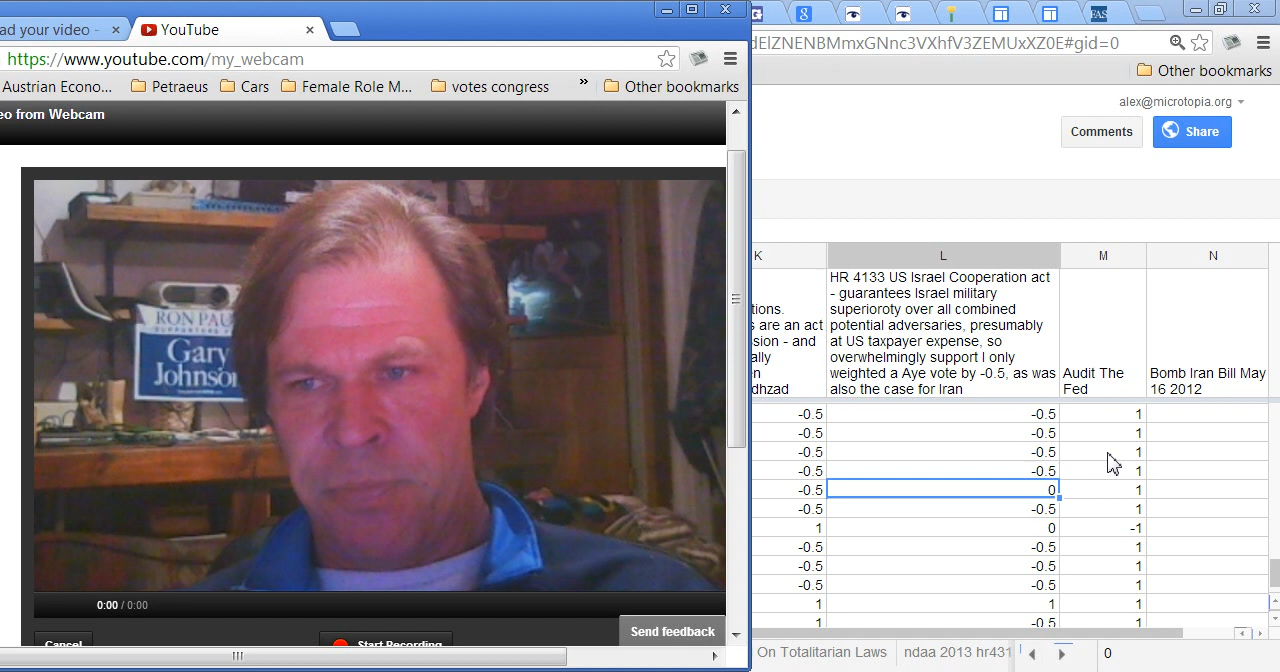 ad your video -
YouTube
https://www.youtube.com/my_webcam
Austrian Econo...
Petraeus
Cars
Female Role M...
votes congress
»
Other bookmarks
eo from Webcam
RON PAU
Gary
Johnson
0:00 / 0:00
Cancel
Start Recording
Send feedback
g
FAS
dElZNENBMmxGNnc3VXhfV3ZEMUxXZ0E#gid=0
Other bookmarks
alex@microtopia.org
Comments
Share
K
L
M
N
tions.
s are an act
sion - and
ally
en
dhzad
HR 4133 US Israel Cooperation act
- guarantees Israel military
superioroty over all combined
potential adversaries, presumably
at US taxpayer expense, so
overwhelmingly support I only
weighted a Aye vote by -0.5, as was
also the case for Iran
Audit The
Fed
Bomb Iran Bill May
16 2012
-0.5 -0.5 1
-0.5 -0.5 1
-0.5 -0.5 1
-0.5 -0.5 1
-0.5 0 1
-0.5 -0.5 1
1 0 -1
-0.5 -0.5 1
-0.5 -0.5 1
-0.5 -0.5 1
1 1 1
1 -0.5 1
On Totalitarian Laws
ndaa 2013 hr431
0